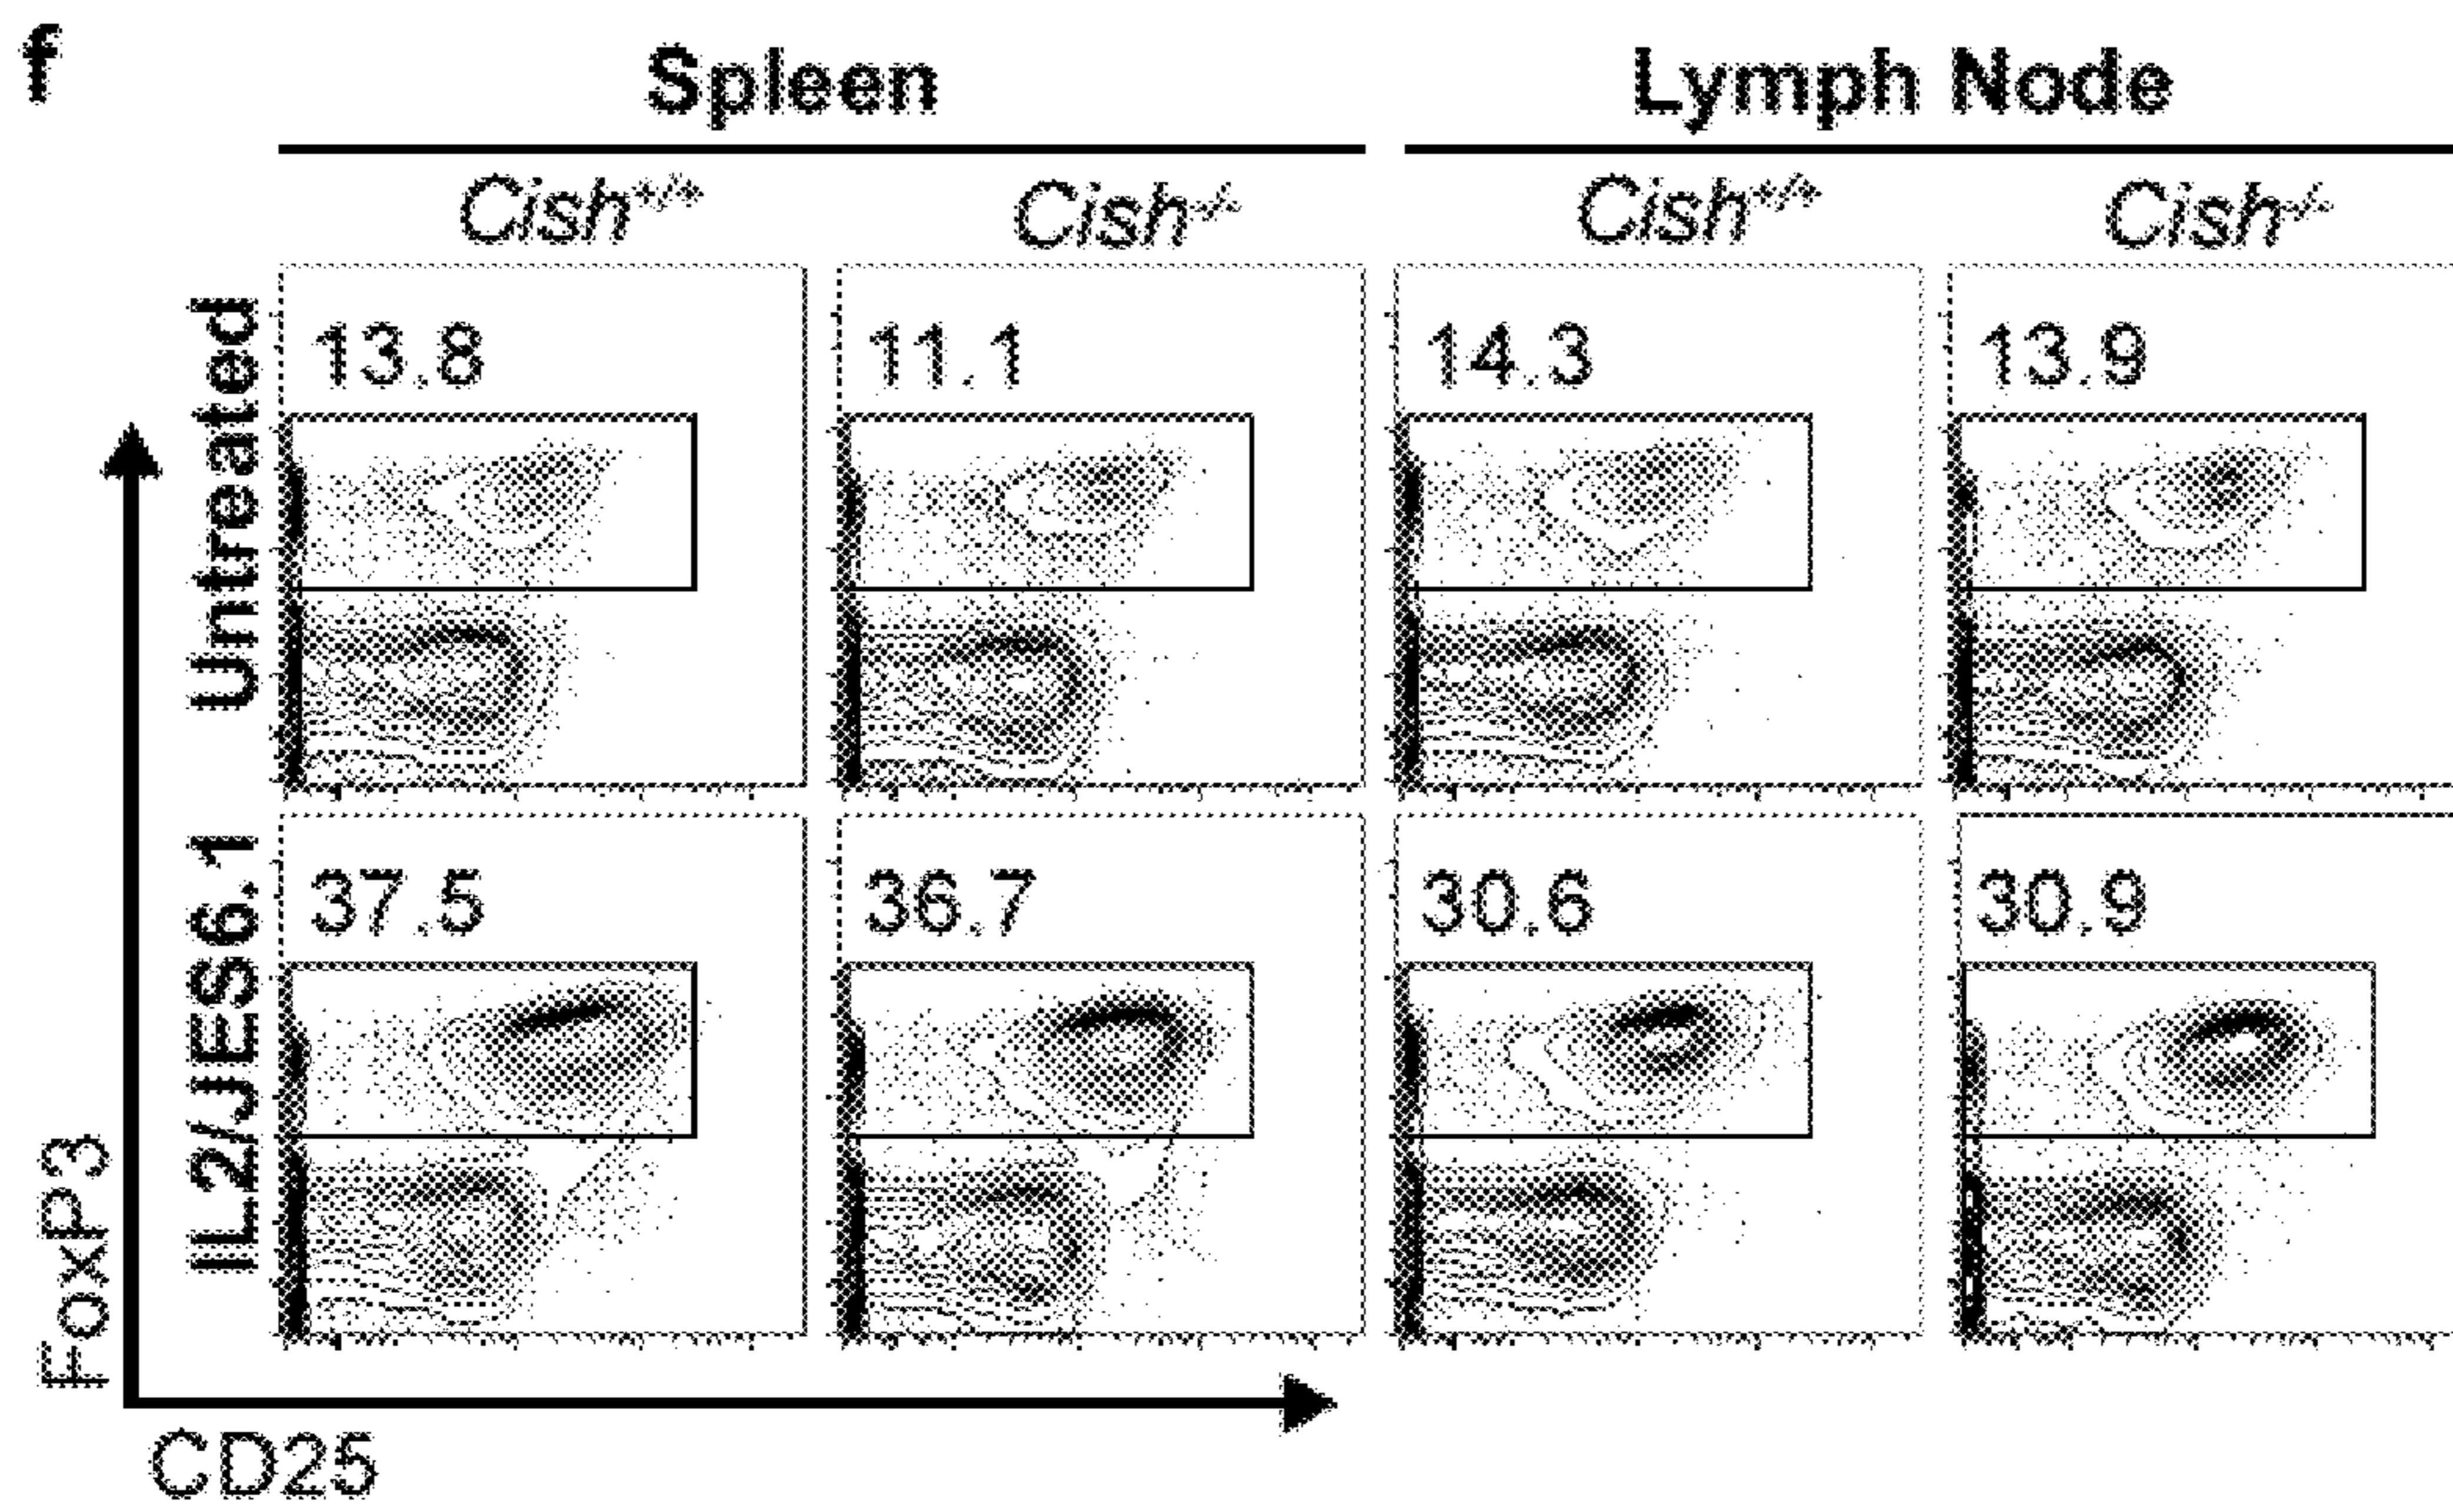 f
Spleen Lymph Node
Cish+/+ Cish-/- Cish+/+ Cish-/-
Untreated
13.8 11.1 14.3 13.9
IL2/JES6.1
37.5 36.7 30.6 30.9
FoxP3
CD25